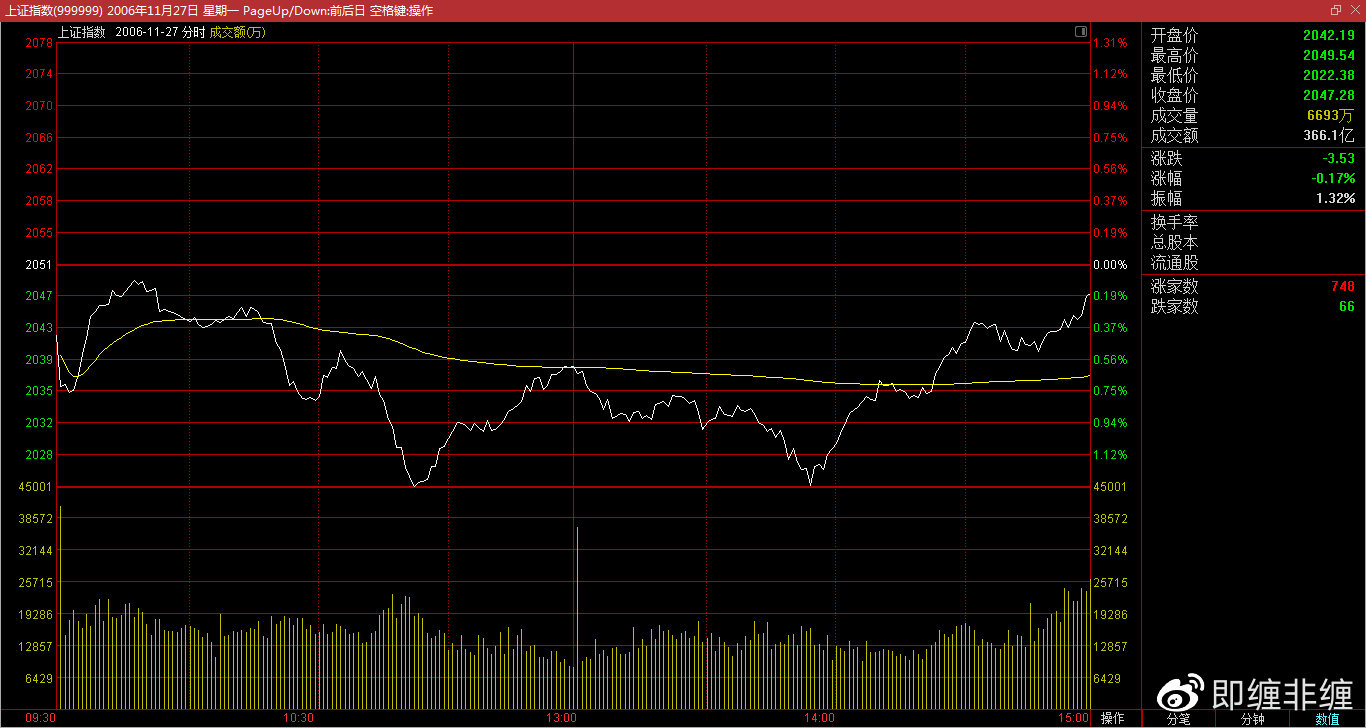 上证指数(999999) 2006年11月27日 星期一 PageUp/Down:前后日 空格键:操作
上证指数 2006-11-27 分时 成交额(万)
2078 1.31%
2074 1.12%
2070 0.94%
2066 0.75%
2062 0.56%
2058 0.37%
2055 0.19%
2051 0.00%
2047 0.19%
2043 0.37%
2039 0.56%
2035 0.75%
2032 0.94%
2028 1.12%
45001 45001
38572 38572
32144 32144
25715 25715
19286 19286
12857 12857
6429 6429
09:30 10:30 13:00 14:00 15:00 操作
开盘价 2042.19
最高价 2049.54
最低价 2022.38
收盘价 2047.28
成交量 6693万
成交额 366.1亿
涨跌 -3.53
涨幅 -0.17%
振幅 1.32%
换手率
总股本
流通股
涨家数 748
跌家数 66
即缠非缠
分笔 分钟 数值